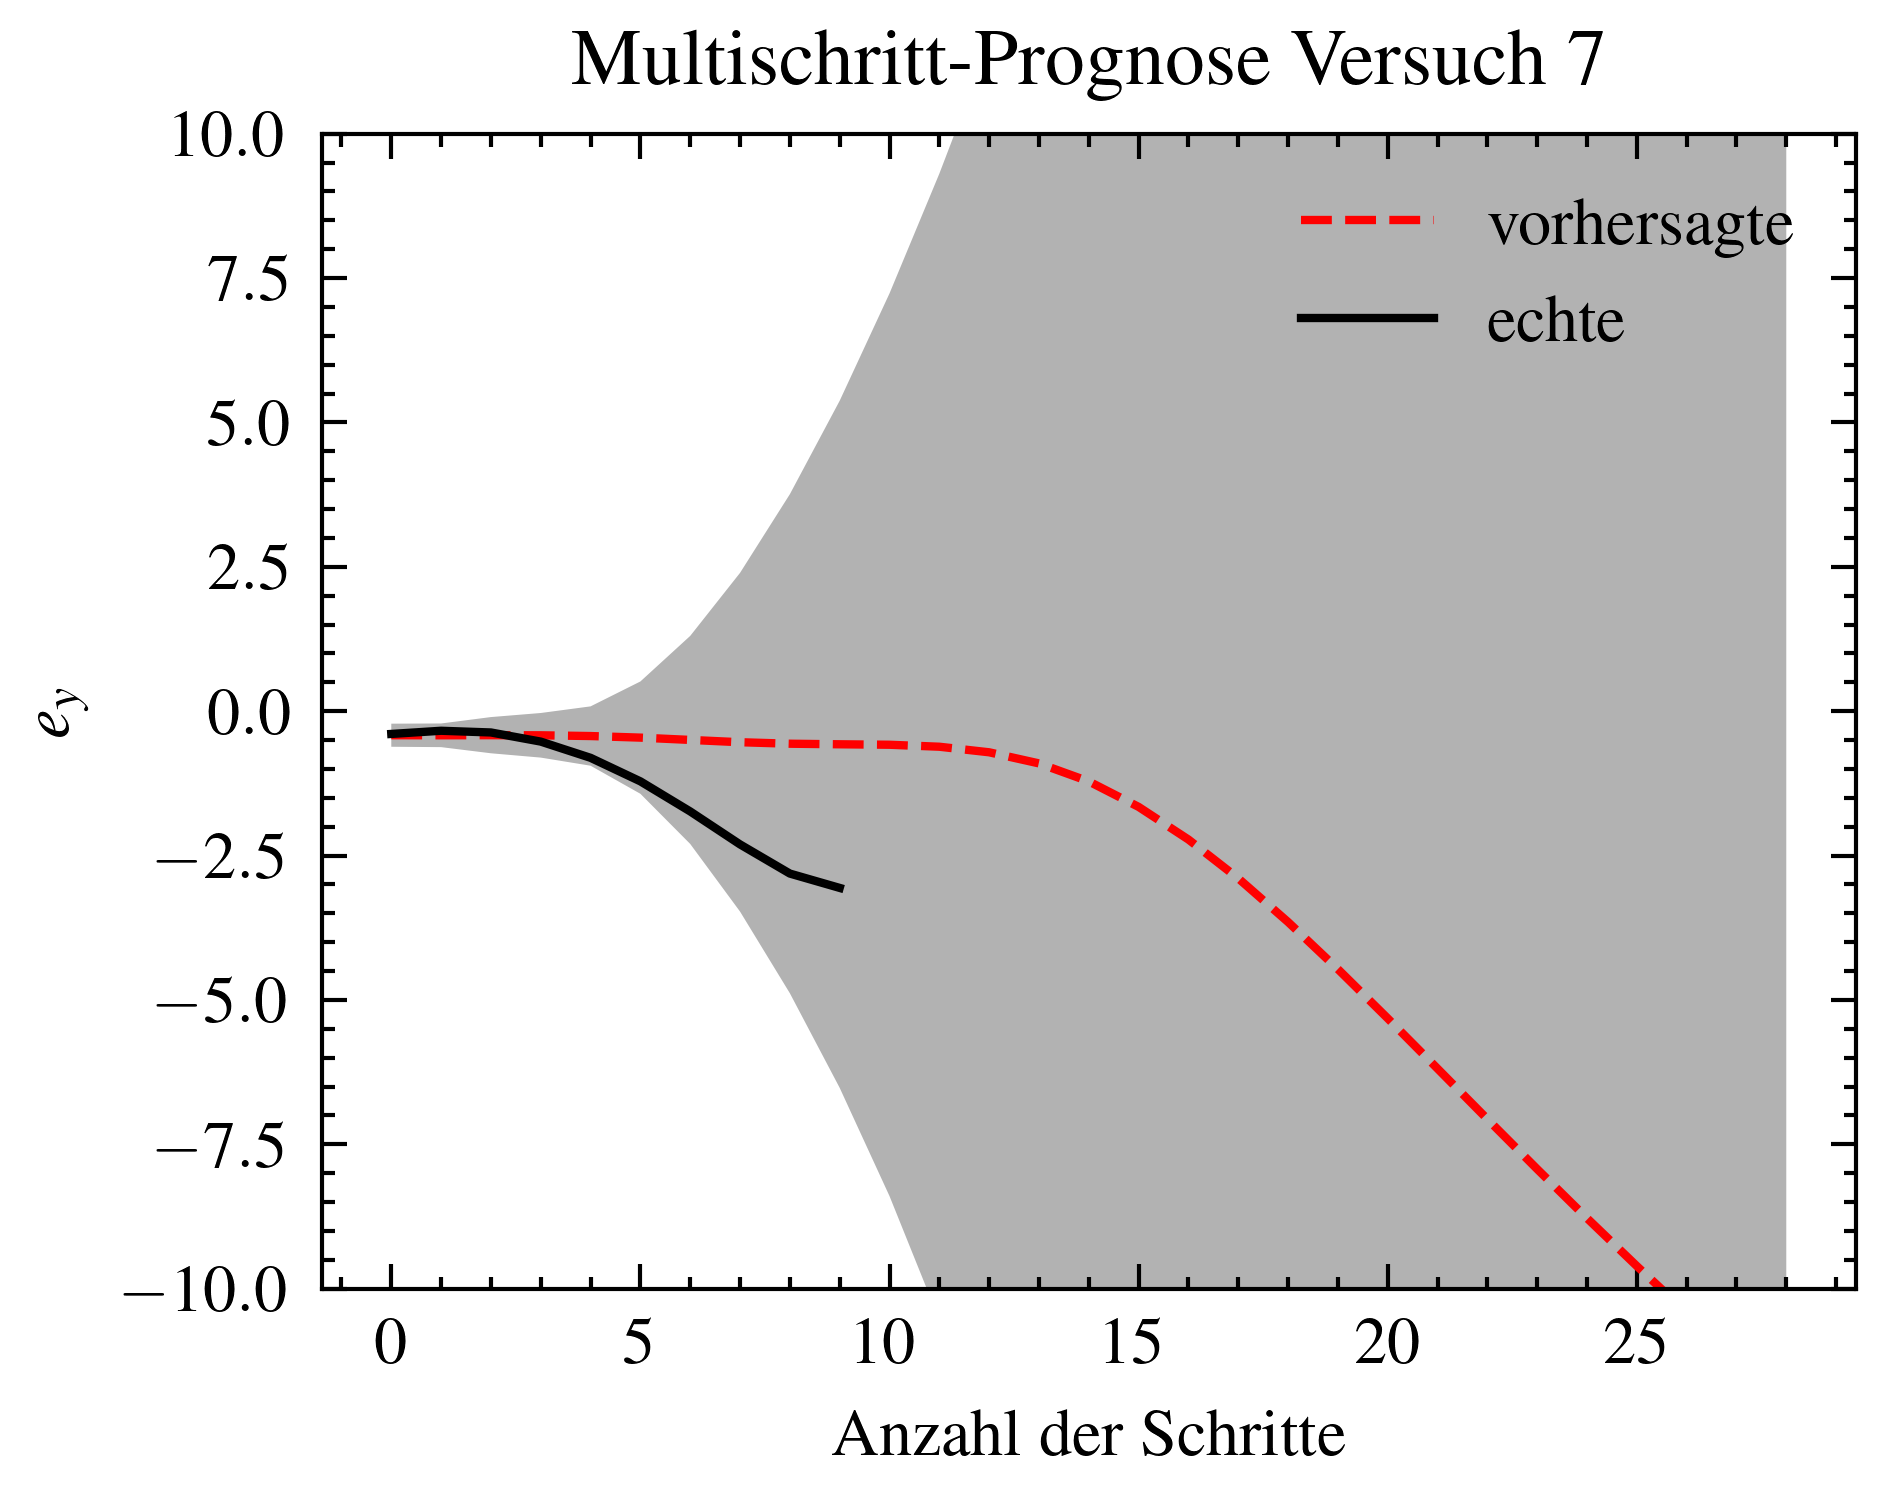 Multischritt-Prognose Versuch 7
10.0
7.5
5.0
2.5
0.0
−2.5
−5.0
−7.5
−10.0
e_y
vorhersagte
echte
0 5 10 15 20 25
Anzahl der Schritte